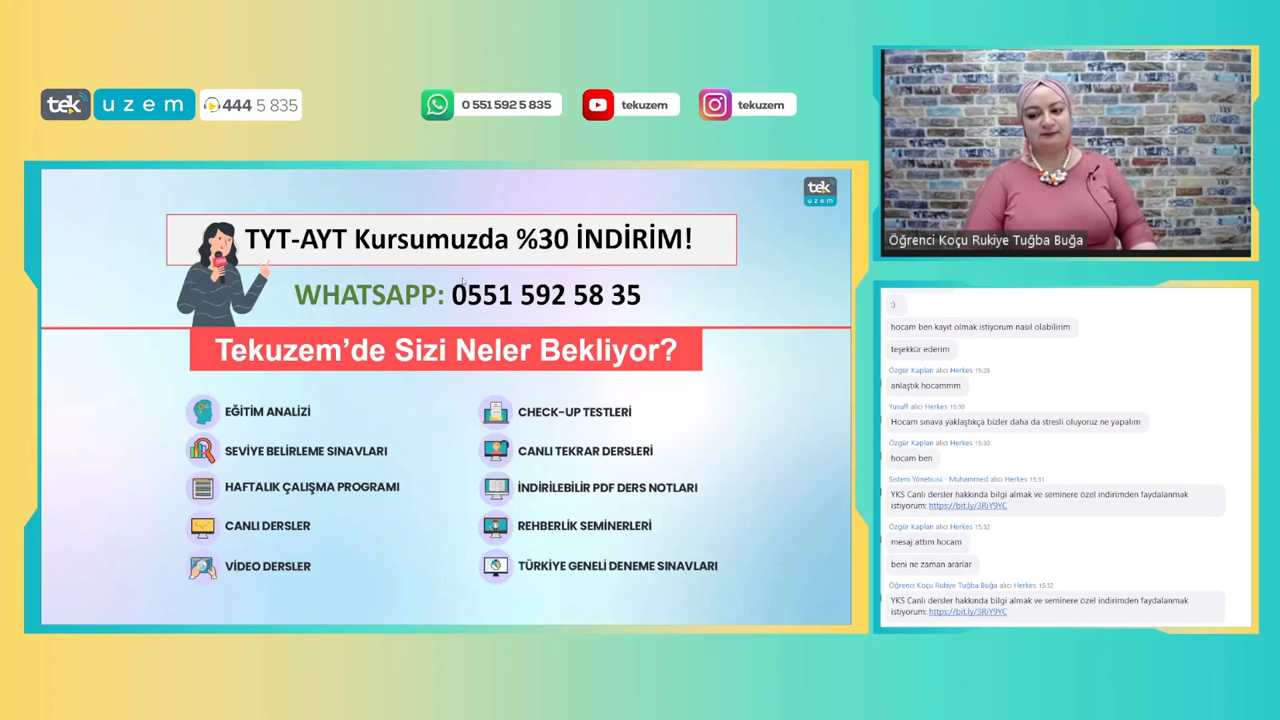 tek uzem 444 5 835
0 551 592 5 835
tekuzem
tekuzem
tek
uzem
TYT-AYT Kursumuzda %30 İNDİRİM!
WHATSAPP: 0551 592 58 35
Tekuzem’de Sizi Neler Bekliyor?
EĞİTİM ANALİZİ
SEVİYE BELİRLEME SINAVLARI
HAFTALIK ÇALIŞMA PROGRAMI
CANLI DERSLER
VİDEO DERSLER
CHECK-UP TESTLERİ
CANLI TEKRAR DERSLERİ
İNDİRİLEBİLİR PDF DERS NOTLARI
REHBERLİK SEMİNERLERİ
TÜRKİYE GENELİ DENEME SINAVLARI
Öğrenci Koçu Rukiye Tuğba Buğa
:)
hocam ben kayıt olmak istiyorum nasıl olabilirim
teşekkür ederim
Özgür Kaplan alıcı Herkes 15:28
anlaştık hocammm
Yusuff alıcı Herkes 15:30
Hocam sınava yaklaştıkça bizler daha da stresli oluyoruz ne yapalım
Özgür Kaplan alıcı Herkes 15:30
hocam ben
Sistem Yöneticisi - Muhammed alıcı Herkes 15:31
YKS Canlı dersler hakkında bilgi almak ve seminere özel indirimden faydalanmak
istiyorum: https://bit.ly/3RiY9YC
Özgür Kaplan alıcı Herkes 15:32
mesaj attım hocam
beni ne zaman ararlar
Öğrenci Koçu Rukiye Tuğba Buğa alıcı Herkes 15:32
YKS Canlı dersler hakkında bilgi almak ve seminere özel indirimden faydalanmak
istiyorum: https://bit.ly/3RiY9YC